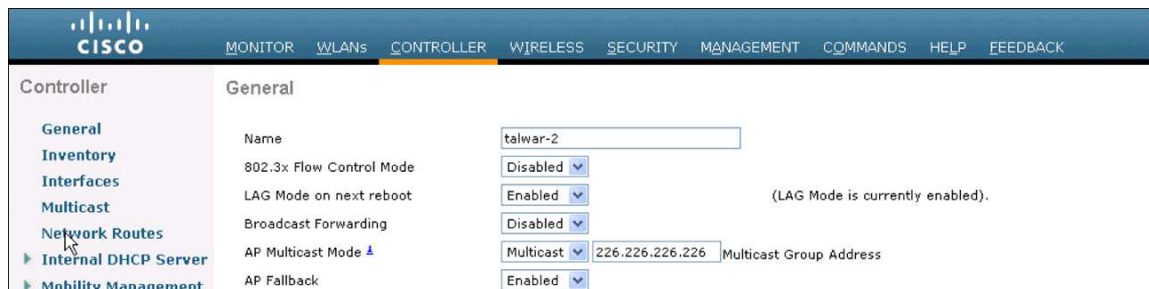 CISCO
MONITOR WLANs CONTROLLER WIRELESS SECURITY MANAGEMENT COMMANDS HELP FEEDBACK
Controller
General
Inventory
Interfaces
Multicast
Network Routes
Internal DHCP Server
Mobility Management
General
Name talwar-2
802.3x Flow Control Mode Disabled
LAG Mode on next reboot Enabled (LAG Mode is currently enabled).
Broadcast Forwarding Disabled
AP Multicast Mode 1 Multicast 226.226.226.226 Multicast Group Address
AP Fallback Enabled